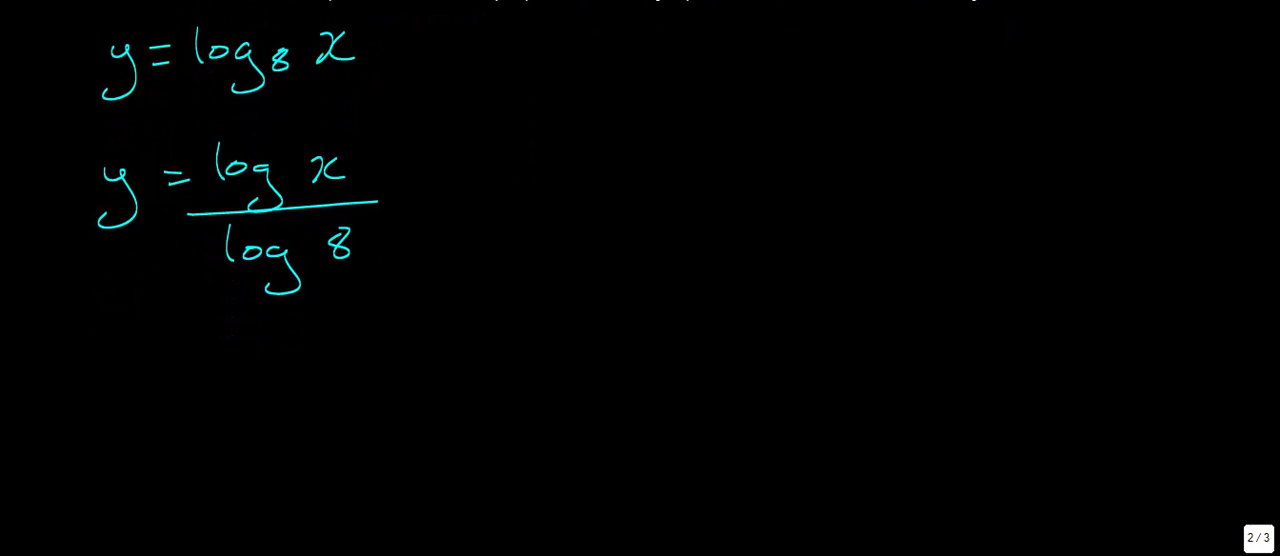 y = log₈ x
y = log x
log 8
2/3